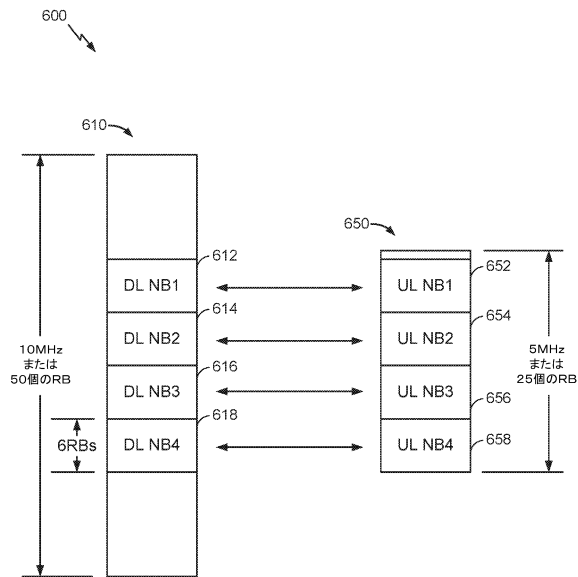 600
610
650
612
652
DL NB1
UL NB1
614
654
DL NB2
UL NB2
10MHz
または
50個のRB
5MHz
または
25個のRB
616
DL NB3
UL NB3
656
618
6RBs
DL NB4
UL NB4
658